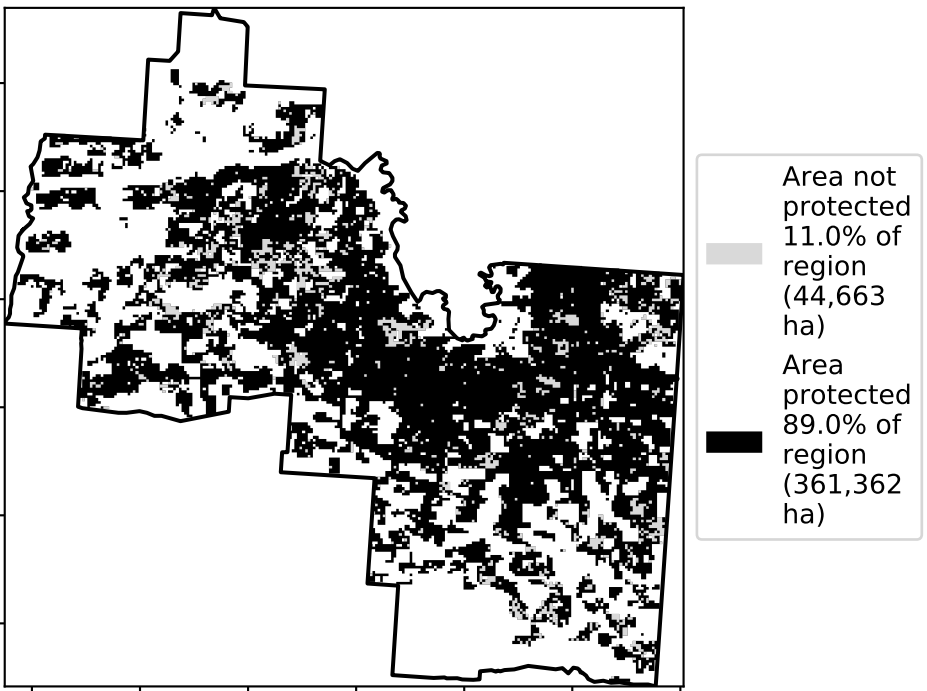 Area not
protected
11.0% of
region
(44,663
ha)
Area
protected
89.0% of
region
(361,362
ha)